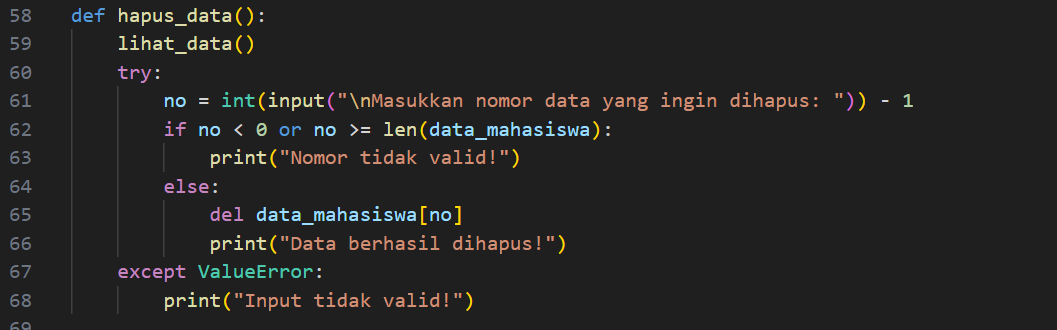 58 def hapus_data():
59     lihat_data()
60     try:
61         no = int(input("\nMasukkan nomor data yang ingin dihapus: ")) - 1
62         if no < 0 or no >= len(data_mahasiswa):
63             print("Nomor tidak valid!")
64         else:
65             del data_mahasiswa[no]
66             print("Data berhasil dihapus!")
67     except ValueError:
68         print("Input tidak valid!")
69